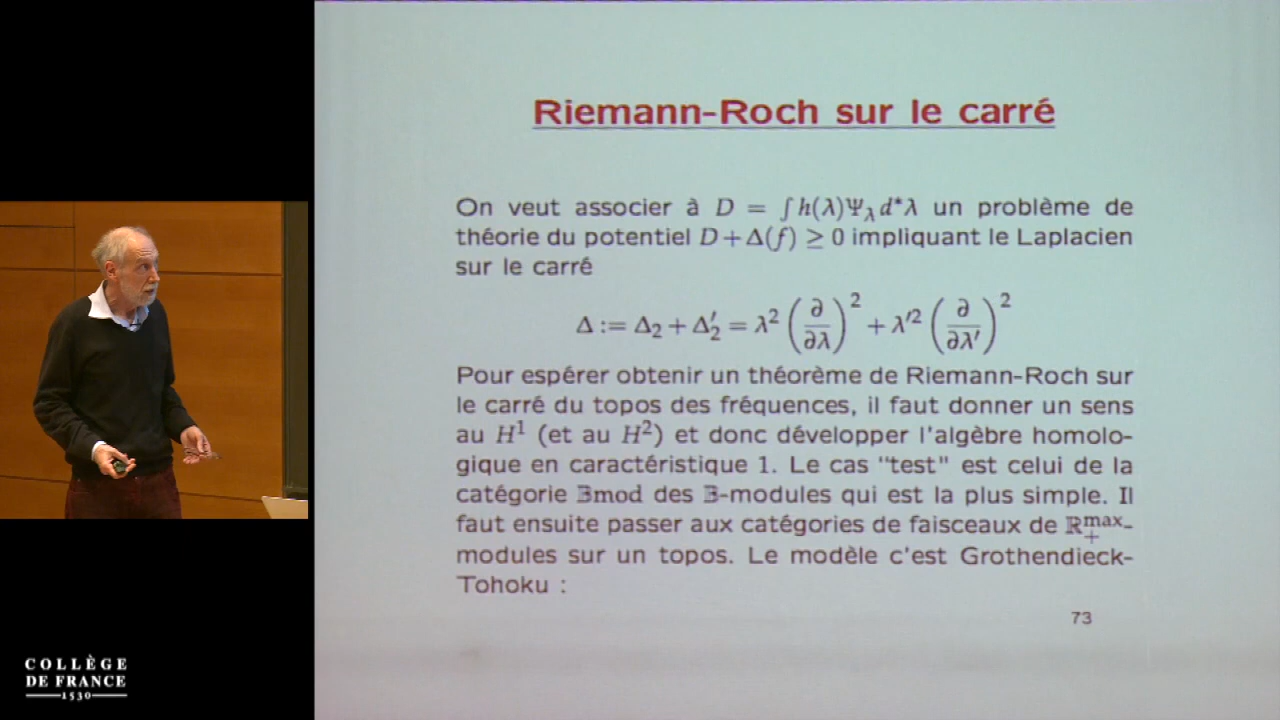 Riemann-Roch sur le carré
On veut associer à D = ∫ h(λ)Ψ_λ d*λ un problème de
théorie du potentiel D + Δ(f) ≥ 0 impliquant le Laplacien
sur le carré
Δ := Δ₂ + Δ′₂ = λ² (∂/∂λ)² + λ′² (∂/∂λ′)²
Pour espérer obtenir un théorème de Riemann-Roch sur
le carré du topos des fréquences, il faut donner un sens
au H¹ (et au H²) et donc développer l'algèbre homolo-
gique en caractéristique 1. Le cas "test" est celui de la
catégorie 𝔹mod des 𝔹-modules qui est la plus simple. Il
faut ensuite passer aux catégories de faisceaux de ℝ₊^max-
modules sur un topos. Le modèle c'est Grothendieck-
Tohoku :
73
COLLÈGE
DE FRANCE
1530